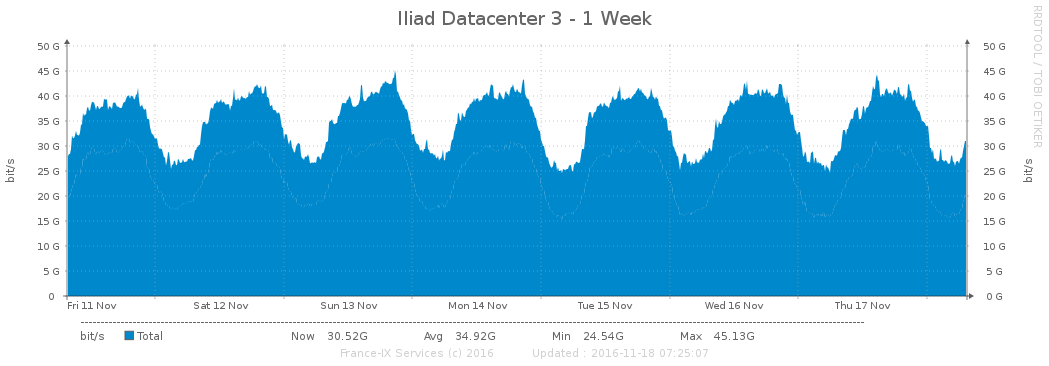 Iliad Datacenter 3 - 1 Week
RRDTOOL / TOBI OETIKER
bit/s
50 G
45 G
40 G
35 G
30 G
25 G
20 G
15 G
10 G
5 G
0
50 G
45 G
40 G
35 G
30 G
25 G
20 G
15 G
10 G
5 G
0 G
bit/s
Fri 11 Nov Sat 12 Nov Sun 13 Nov Mon 14 Nov Tue 15 Nov Wed 16 Nov Thu 17 Nov
bit/s Total Now 30.52G Avg 34.92G Min 24.54G Max 45.13G
France-IX Services (c) 2016 Updated : 2016-11-18 07:25:07